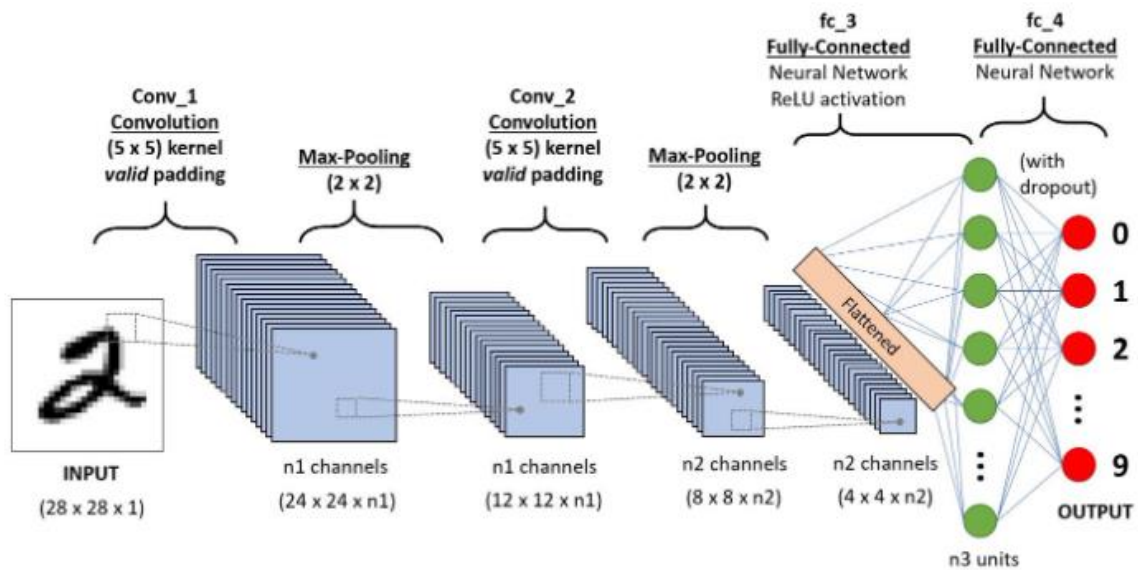 fc_3
Fully-Connected
Neural Network
ReLU activation
fc_4
Fully-Connected
Neural Network
Conv_1
Convolution
(5 x 5) kernel
valid padding
Max-Pooling
(2 x 2)
Conv_2
Convolution
(5 x 5) kernel
valid padding
Max-Pooling
(2 x 2)
(with
dropout)
Flattened
0
1
2
9
INPUT
(28 x 28 x 1)
n1 channels
(24 x 24 x n1)
n1 channels
(12 x 12 x n1)
n2 channels
(8 x 8 x n2)
n2 channels
(4 x 4 x n2)
OUTPUT
n3 units